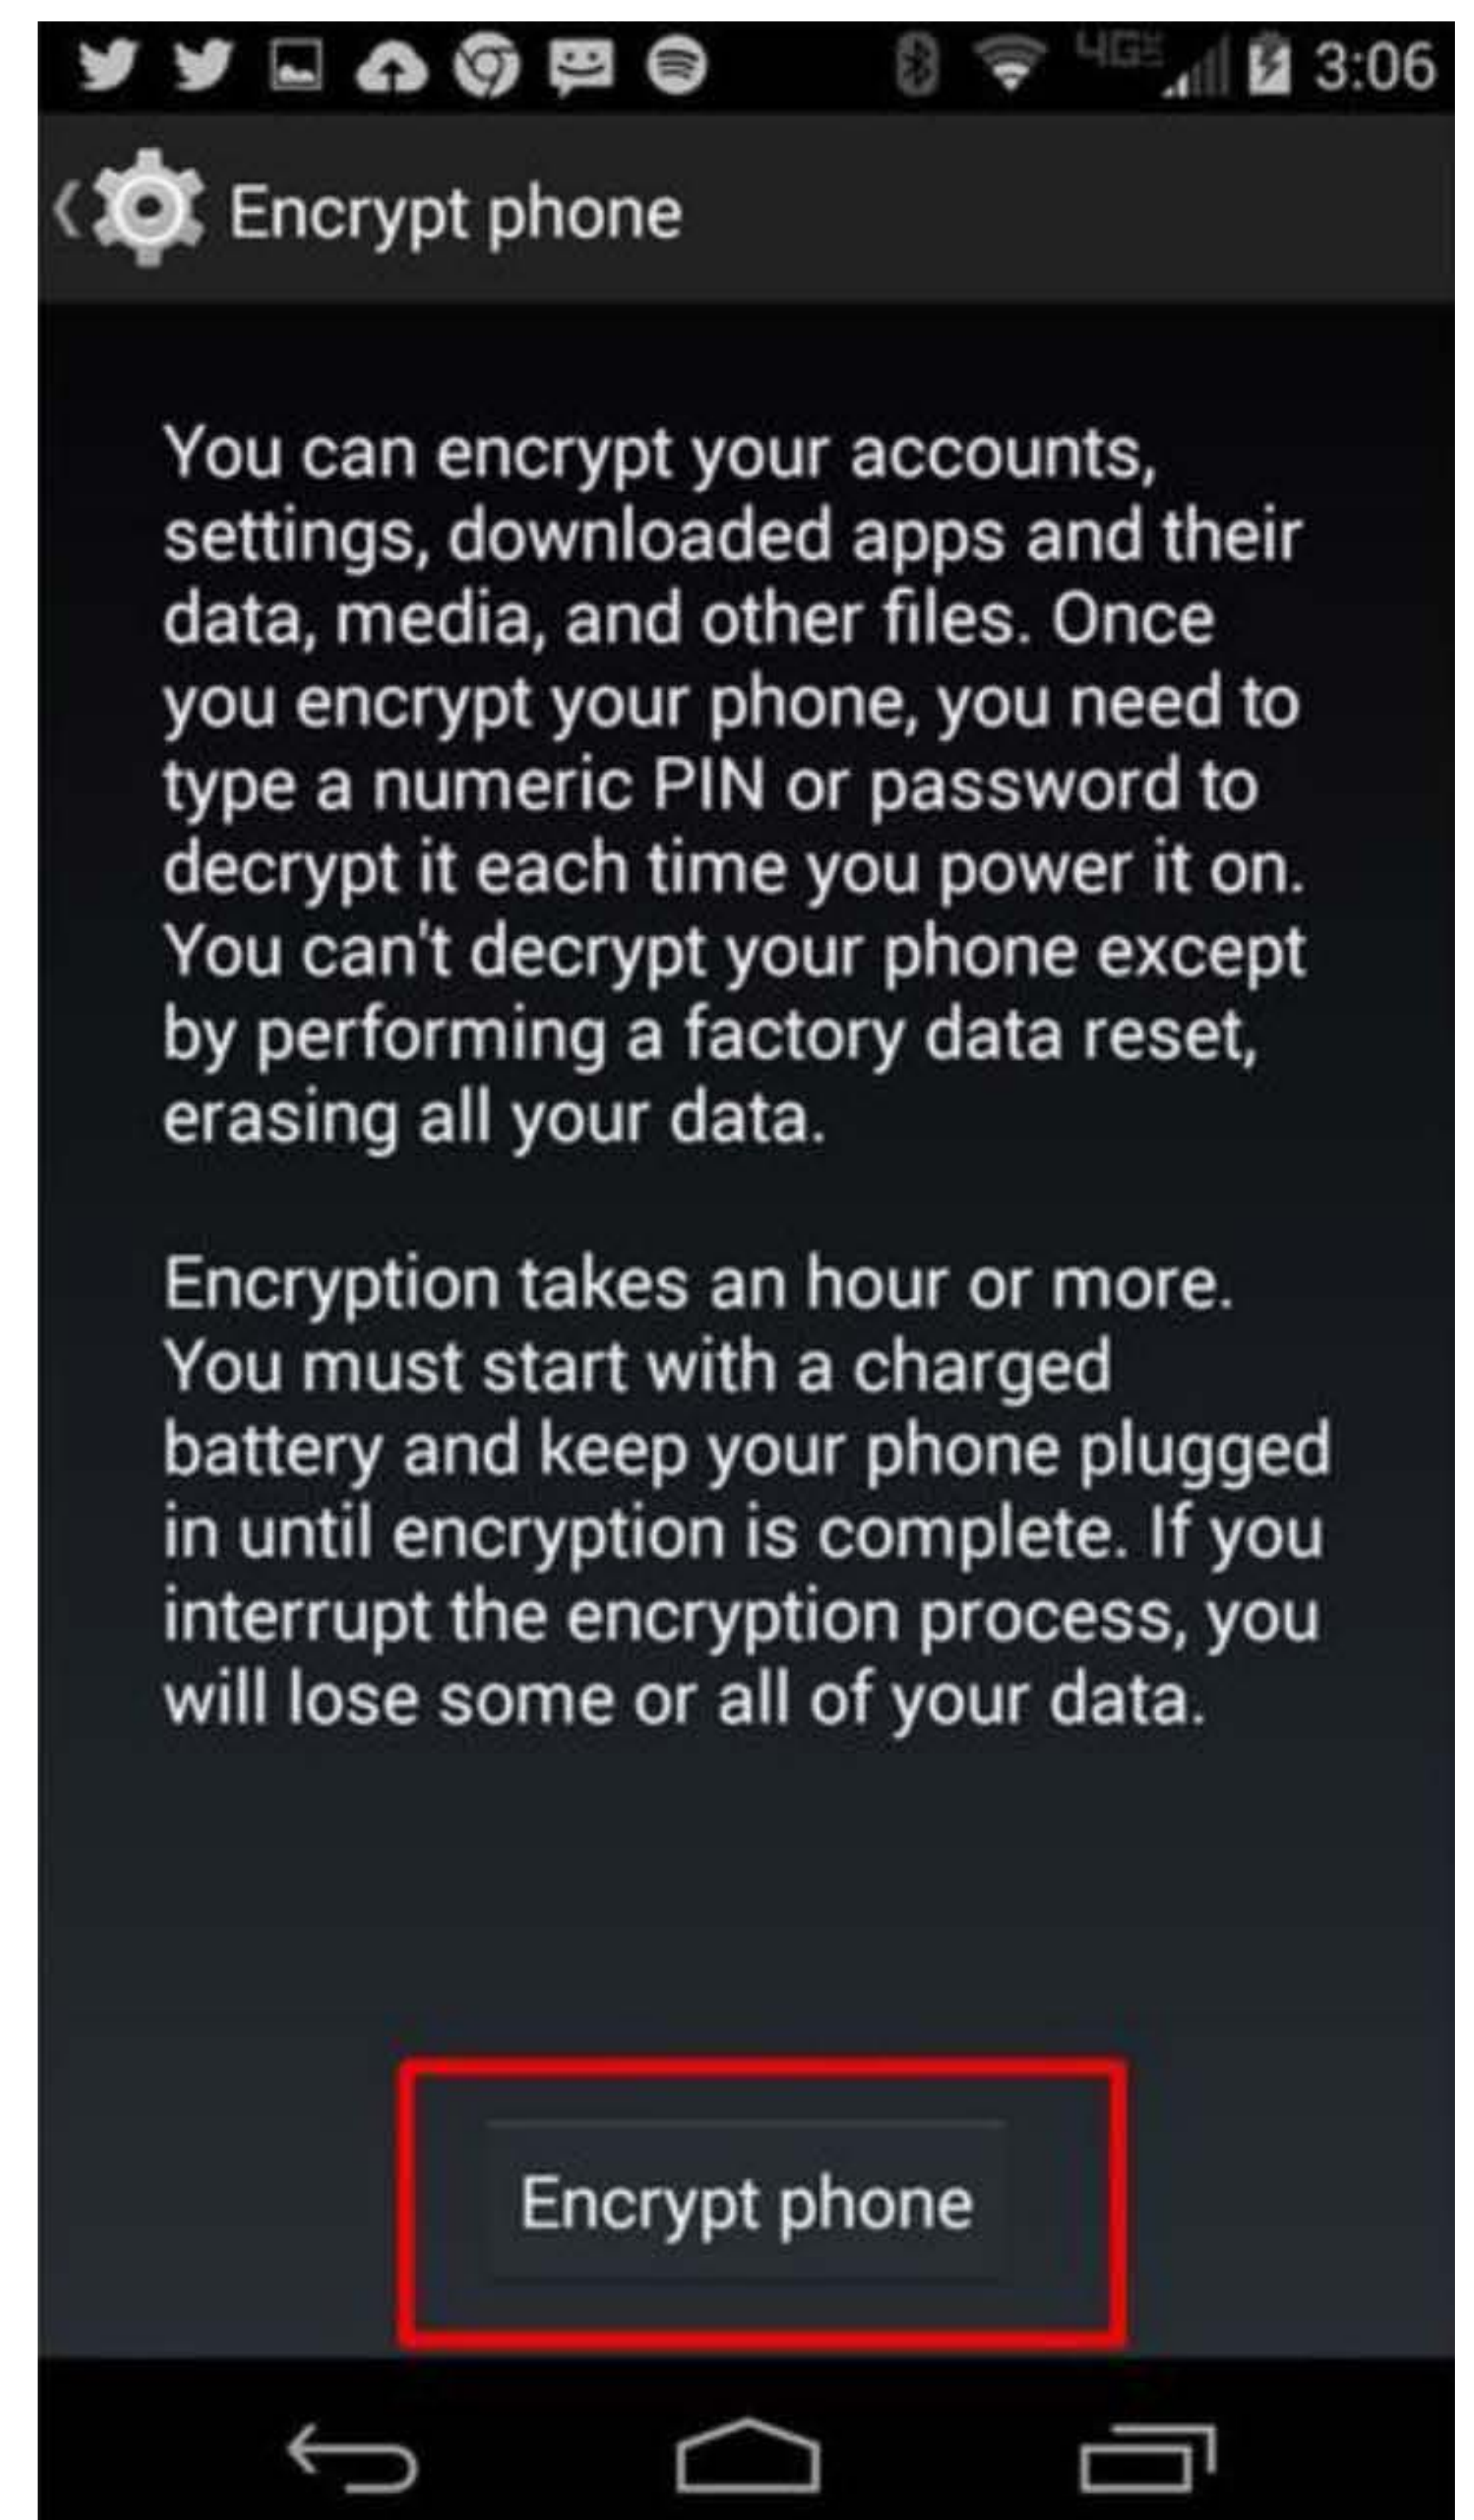 4G 3:06
Encrypt phone
You can encrypt your accounts,
settings, downloaded apps and their
data, media, and other files. Once
you encrypt your phone, you need to
type a numeric PIN or password to
decrypt it each time you power it on.
You can't decrypt your phone except
by performing a factory data reset,
erasing all your data.
Encryption takes an hour or more.
You must start with a charged
battery and keep your phone plugged
in until encryption is complete. If you
interrupt the encryption process, you
will lose some or all of your data.
Encrypt phone